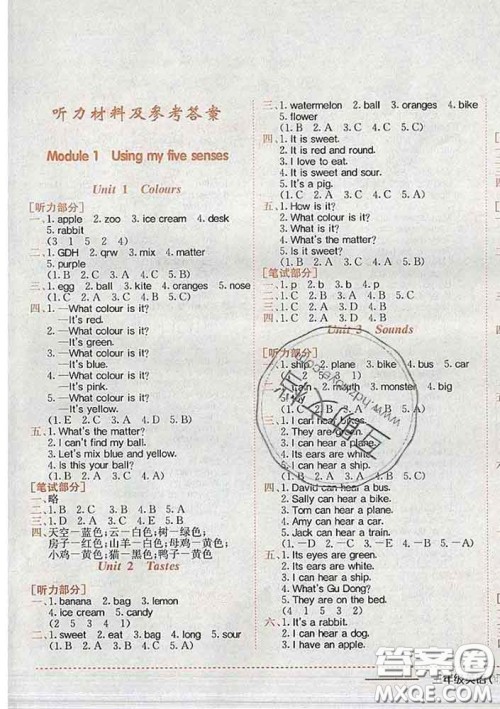 听力材料及参考答案
Module 1 Using my five senses
Unit 1 Colours
[听力部分]
一、1. apple 2. zoo 3. ice cream 4. desk
5. rabbit
(3 1 5 2 4)
二、1. GDH 2. qrw 3. mix 4. matter
5. purple
(1. B 2. C 3. A 4. C 5. A)
三、1. egg 2. ball 3. kite 4. oranges 5. nose
(1. B 2. B 3. A 4. B 5. A)
四、1. —What colour is it?
—It's red.
2. —What colour is it?
—It's green.
3. —What colour is it?
—It's blue.
4. —What colour is it?
—It's pink.
5. —What colour is it?
—It's yellow.
(1. E 2. C 3. A 4. D 5. B)
五、1. What's the matter?
2. I can't find my ball.
3. Let's mix blue and yellow.
4. Is this your ball?
(1. B 2. A 3. A 4. B)
[笔试部分]
一、略
二、1. B 2. C 3. C 4. B 5. B
三、1. D 2. A 3. C 4. E 5. B
四、天空—蓝色;云—白色;树—绿色;
房子—红色;山羊—白色;母鸡—黄色;
小鸡—黄色;猫—黑色;鸭子—黄色
Unit 2 Tastes
[听力部分]
一、1. banana 2. bag 3. lemon
4. ice cream 5. candy
(2 5 3 4 1)
二、1. sweet 2. eat 3. bag 4. long 5. sour
(1. B 2. B 3. A 4. A 5. B)
三、1. watermelon 2. ball 3. oranges 4. bike
5. flower
(1. B 2. A 3. C 4. A 5. C)
四、1. It is sweet.
2. It is red and round.
3. I love to eat.
4. It is sweet and sour.
5. It's a pig.
(1. C 2. A 3. C 4. B 5. B)
五、1. How is it?
2. What colour is it?
3. What is it?
4. What's the matter?
5. Is it sweet?
(1. B 2. A 3. A 4. B 5. B)
[笔试部分]
一、1. p 2. b 3. b 4. p 5. p
二、1. C 2. A 3. B 4. A 5. B
Unit 3 Sounds
[听力部分]
一、1. ship 2. plane 3. bike 4. bus 5. car
二、1. train 2. mouth 3. monster 4. big
三、1. I can hear a bus.
2. They are green.
3. I can hear a plane.
4. Its ears are white.
5. I can hear a ship.
四、1. David can hear a bus.
2. Sally can hear a bike.
3. Tom can hear a plane.
4. Amy can hear a car.
5. Jack can hear a train.
(1. —D 2. —C 3. —E 4. —B 5. —A)
五、1. Its eyes are green.
2. Its ears are white.
3. I can hear a ship.
4. What's Gu Dong?
5. They are on the bed.
(4 1 5 2 3)
六、1. It's a rabbit.
2. I can hear a bird.
3. I have an apple.
三年级英语
答案圈
MXQE.COM